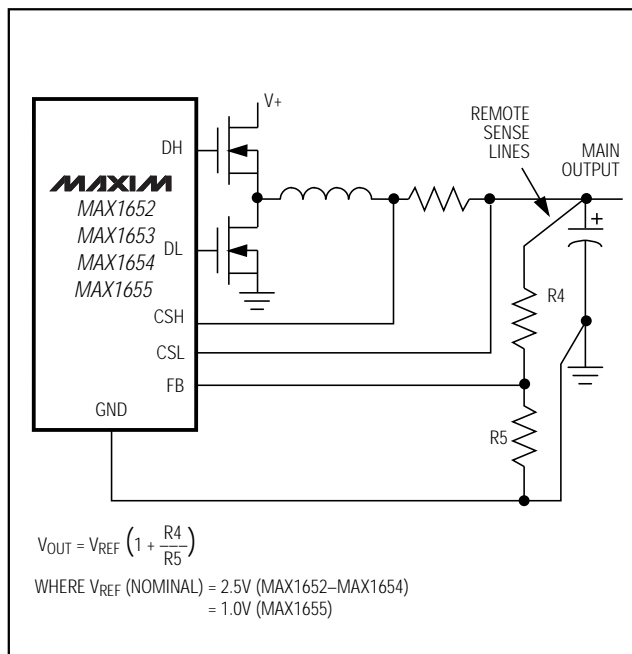 V+
REMOTE
SENSE
LINES
MAIN
OUTPUT
DH
MAXIM
MAX1652
MAX1653
MAX1654
MAX1655
DL
+
R4
CSH
CSL
FB
GND
R5
VOUT = VREF (1 + R4/R5)
WHERE VREF (NOMINAL) = 2.5V (MAX1652–MAX1654)
= 1.0V (MAX1655)